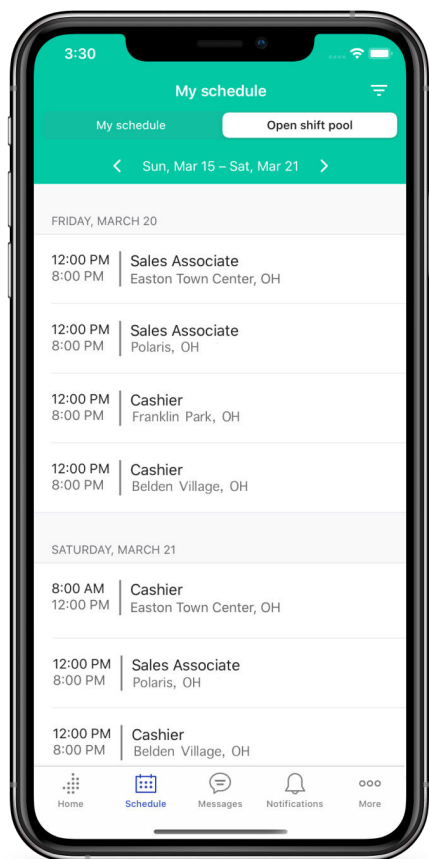 3:30
My schedule
My schedule Open shift pool
Sun, Mar 15 – Sat, Mar 21
FRIDAY, MARCH 20
12:00 PM Sales Associate
8:00 PM Easton Town Center, OH
12:00 PM Sales Associate
8:00 PM Polaris, OH
12:00 PM Cashier
8:00 PM Franklin Park, OH
12:00 PM Cashier
8:00 PM Belden Village, OH
SATURDAY, MARCH 21
8:00 AM Cashier
12:00 PM Easton Town Center, OH
12:00 PM Sales Associate
8:00 PM Polaris, OH
12:00 PM Cashier
8:00 PM Belden Village, OH
Home Schedule Messages Notifications More